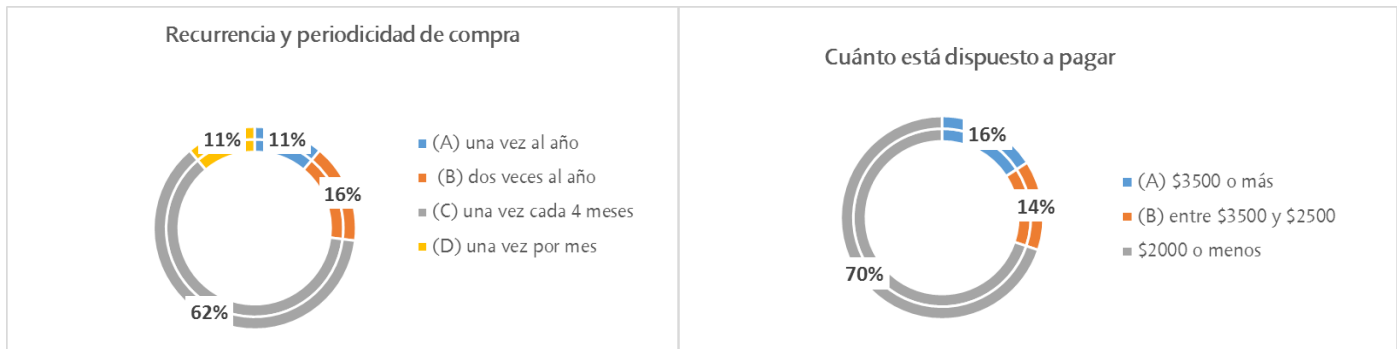 Recurrencia y periodicidad de compra
11%
11%
16%
62%
(A) una vez al año
(B) dos veces al año
(C) una vez cada 4 meses
(D) una vez por mes
Cuánto está dispuesto a pagar
16%
14%
70%
(A) $3500 o más
(B) entre $3500 y $2500
$2000 o menos